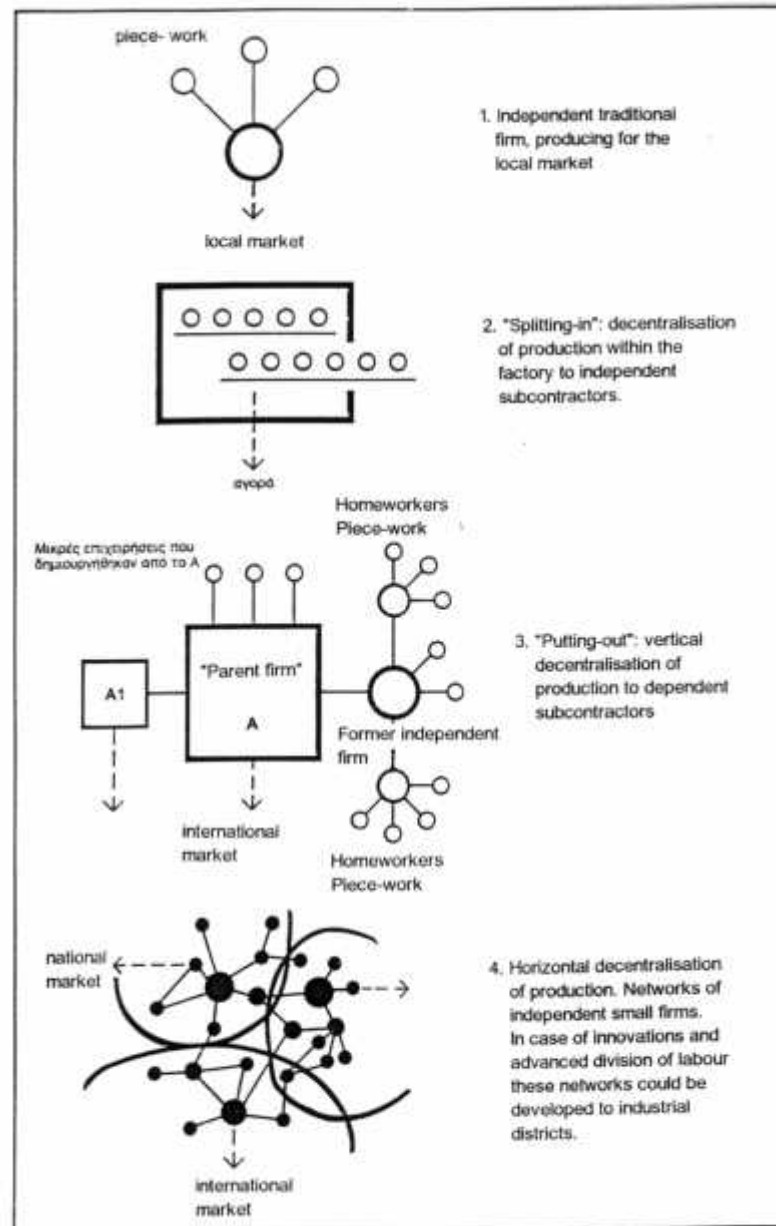 piece- work
1. Independent traditional
firm, producing for the
local market
local market
2. "Splitting-in": decentralisation
of production within the
factory to independent
subcontractors.
αγορά
Homeworkers
Piece-work
Μικρές επιχειρήσεις που
δημιουργήθηκαν από το Α
"Parent firm"
A1
A
3. "Putting-out": vertical
decentralisation of
production to dependent
subcontractors
Former independent
firm
international
market
Homeworkers
Piece-work
national
market
4. Horizontal decentralisation
of production. Networks of
independent small firms.
In case of innovations and
advanced division of labour
these networks could be
developed to industrial
districts.
international
market